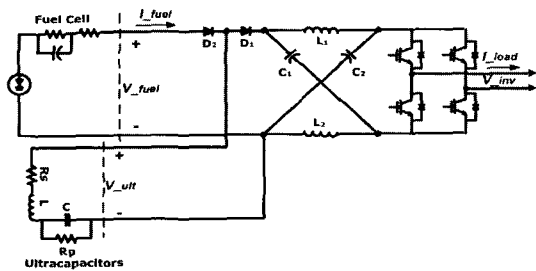 Fuel Cell
I_fuel
D₂
D₁
L₁
C₁
C₂
I_load
V_inv
+
V_fuel
-
L₂
+
Rs
V_ult
L
C
-
Rp
Ultracapacitors